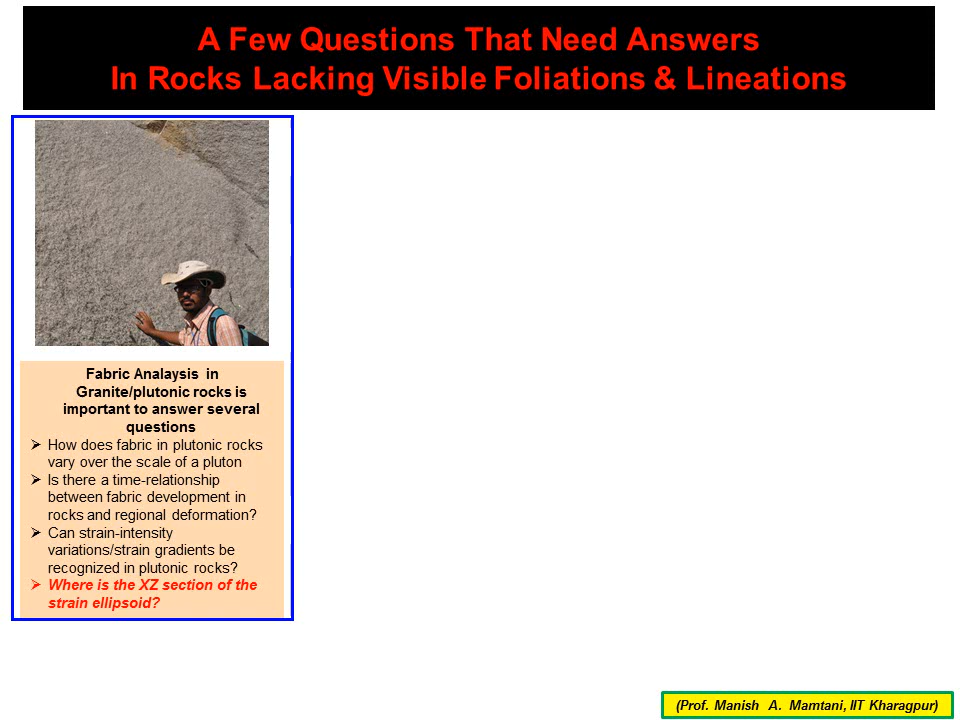 A Few Questions That Need Answers
In Rocks Lacking Visible Foliations & Lineations
Fabric Analaysis in
Granite/plutonic rocks is
important to answer several
questions
➢ How does fabric in plutonic rocks
vary over the scale of a pluton
➢ Is there a time-relationship
between fabric development in
rocks and regional deformation?
➢ Can strain-intensity
variations/strain gradients be
recognized in plutonic rocks?
➢ Where is the XZ section of the
strain ellipsoid?
(Prof. Manish A. Mamtani, IIT Kharagpur)